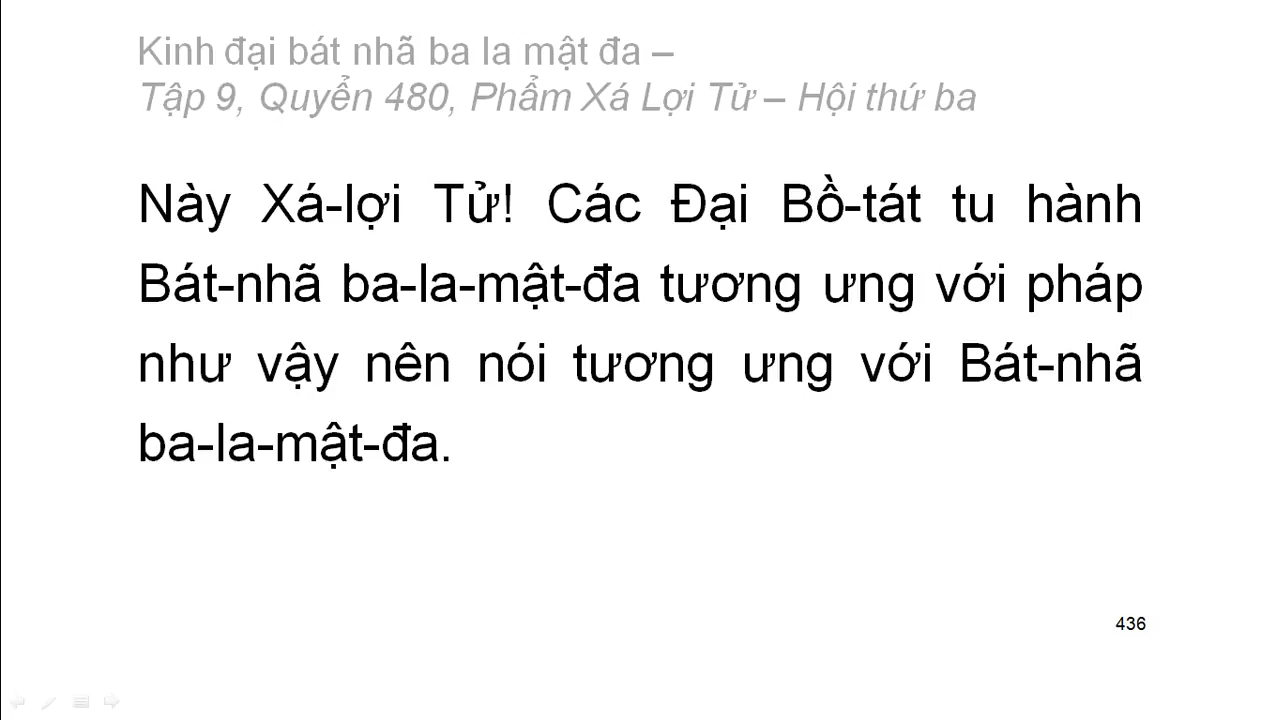 Kinh đại bát nhã ba la mật đa –
Tập 9, Quyển 480, Phẩm Xá Lợi Tử – Hội thứ ba
Này Xá-lợi Tử! Các Đại Bồ-tát tu hành
Bát-nhã ba-la-mật-đa tương ưng với pháp
như vậy nên nói tương ưng với Bát-nhã
ba-la-mật-đa.
436